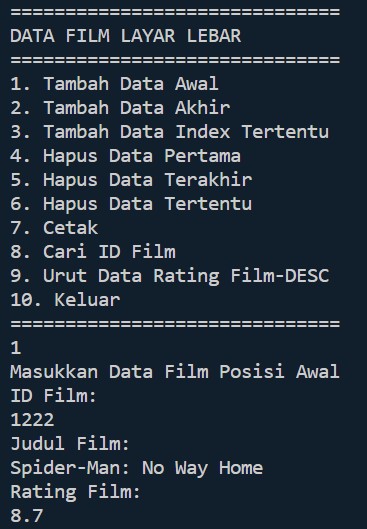 ==============================
DATA FILM LAYAR LEBAR
==============================
1. Tambah Data Awal
2. Tambah Data Akhir
3. Tambah Data Index Tertentu
4. Hapus Data Pertama
5. Hapus Data Terakhir
6. Hapus Data Tertentu
7. Cetak
8. Cari ID Film
9. Urut Data Rating Film-DESC
10. Keluar
==============================
1
Masukkan Data Film Posisi Awal
ID Film:
1222
Judul Film:
Spider-Man: No Way Home
Rating Film:
8.7